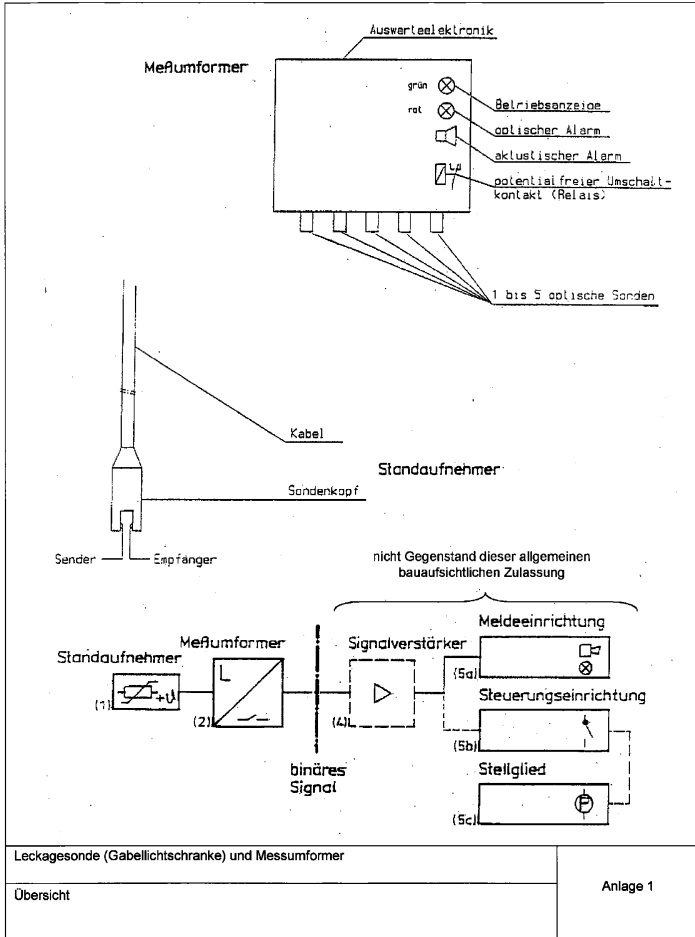 Auswerteelektronik
Meßumformer
grün
rot
Betriebsanzeige
optischer Alarm
aktustischer Alarm
potentialfreier Umschalt-
kontakt (Relais)
1 bis 5 optische Sonden
Kabel
Standaufnehmer
Sondenkopf
Sender
Empfänger
nicht Gegenstand dieser allgemeinen
bauaufsichtlichen Zulassung
Meldeeinrichtung
Meßumformer
Signalverstärker
Standaufnehmer
(5a)
Steuerungseinrichtung
+U
L
(1)
(2)
(4)
(5b)
binäres
Signal
Stellglied
P
(5c)
Leckagesonde (Gabellichtschranke) und Messumformer
Übersicht
Anlage 1